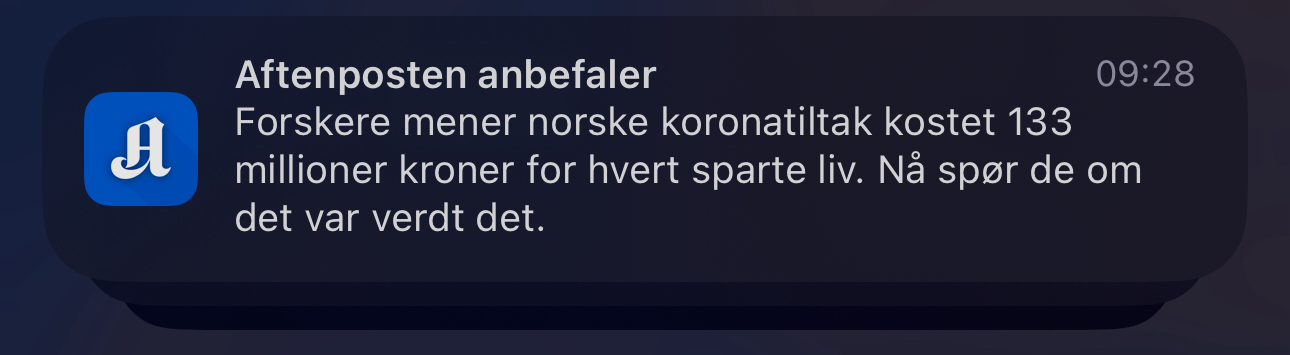 Aftenposten anbefaler 09:28
Forskere mener norske koronatiltak kostet 133
millioner kroner for hvert sparte liv. Nå spør de om
det var verdt det.
A